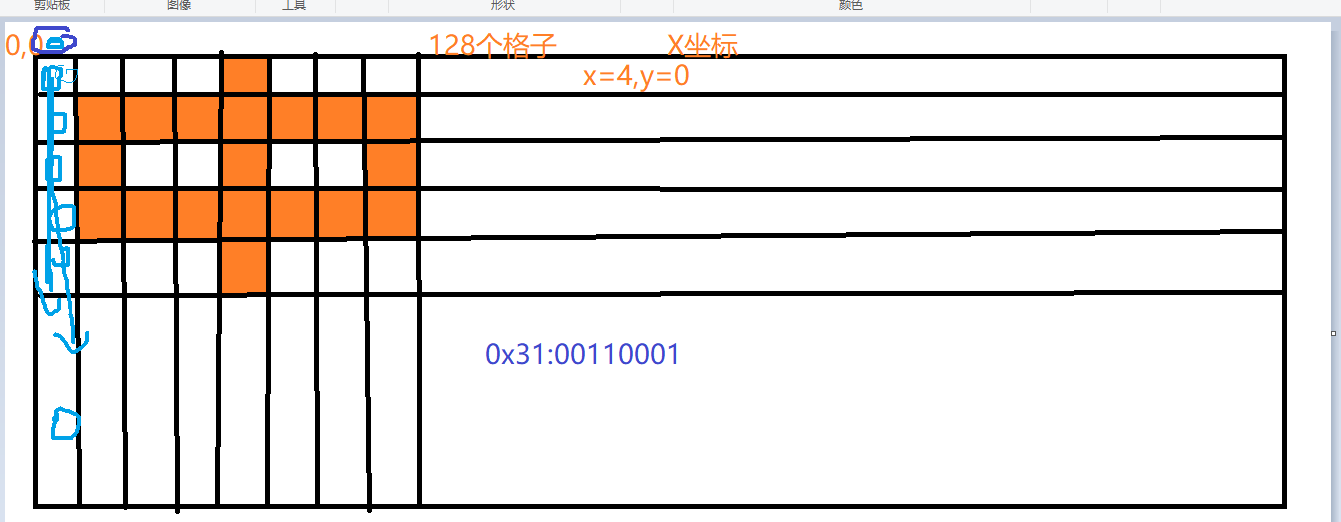 剪贴板 图像 工具 形状 颜色
0,0 128个格子 X坐标
x=4,y=0
0x31:00110001